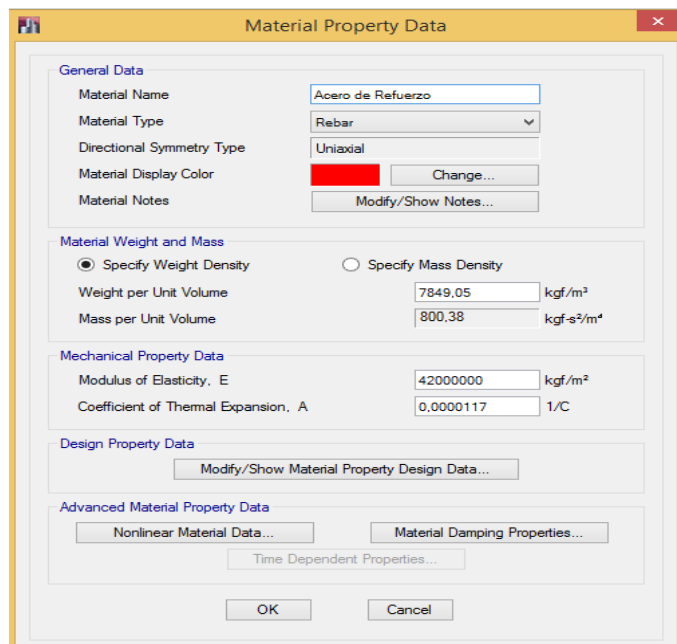 Material Property Data
General Data
Material Name Acero de Refuerzo
Material Type Rebar
Directional Symmetry Type Uniaxial
Material Display Color Change...
Material Notes Modify/Show Notes...
Material Weight and Mass
Specify Weight Density Specify Mass Density
Weight per Unit Volume 7849,05 kgf/m³
Mass per Unit Volume 800,38 kgf-s²/m⁴
Mechanical Property Data
Modulus of Elasticity, E 42000000 kgf/m²
Coefficient of Thermal Expansion, A 0,0000117 1/C
Design Property Data
Modify/Show Material Property Design Data...
Advanced Material Property Data
Nonlinear Material Data... Material Damping Properties...
Time Dependent Properties...
OK Cancel